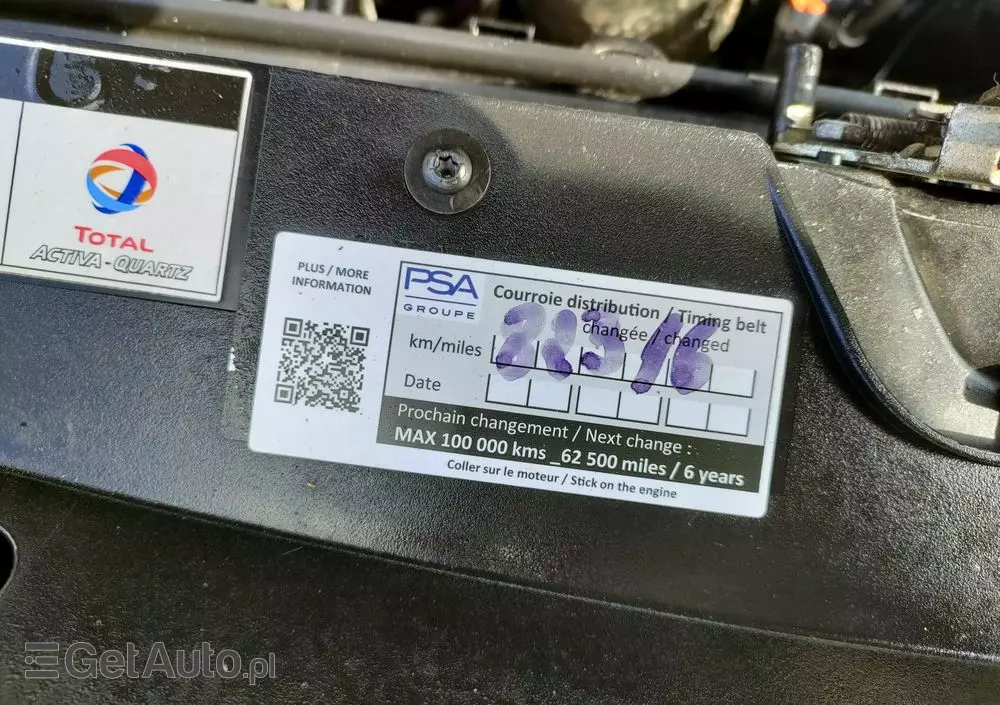 TOTAL
ACTIVA-QUARTZ
PLUS / MORE
INFORMATION
PSA
GROUPE
Courroie distribution / Timing belt
changée / changed
km/miles
Date
Prochain changement / Next change :
MAX 100 000 kms _62 500 miles / 6 years
Coller sur le moteur / Stick on the engine
GetAuto.pl